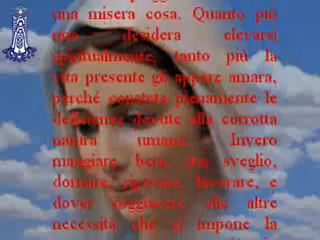 una misera cosa. Quanto più
uno desidera elevarsi
spiritualmente, tanto più la
vita presente gli appare amara,
perché constata pienamente le
deficienze dovute alla corrotta
natura umana. Invero
mangiare, bere, star sveglio,
dormire, riposare, lavorare, e
dover soggiacere alle altre
necessità che ci impone la